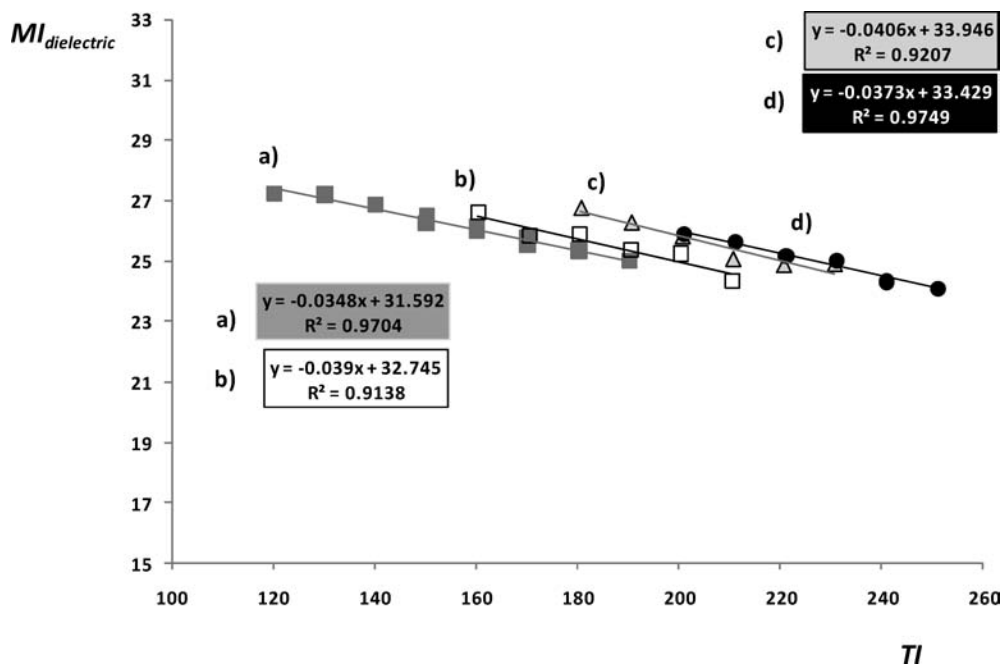 MIdielectric
33
31
29
27
25
23
21
19
17
15
100 120 140 160 180 200 220 240 260
TI
a)
b)
c)
d)
c)
y = -0.0406x + 33.946
R² = 0.9207
d)
y = -0.0373x + 33.429
R² = 0.9749
a)
y = -0.0348x + 31.592
R² = 0.9704
b)
y = -0.039x + 32.745
R² = 0.9138